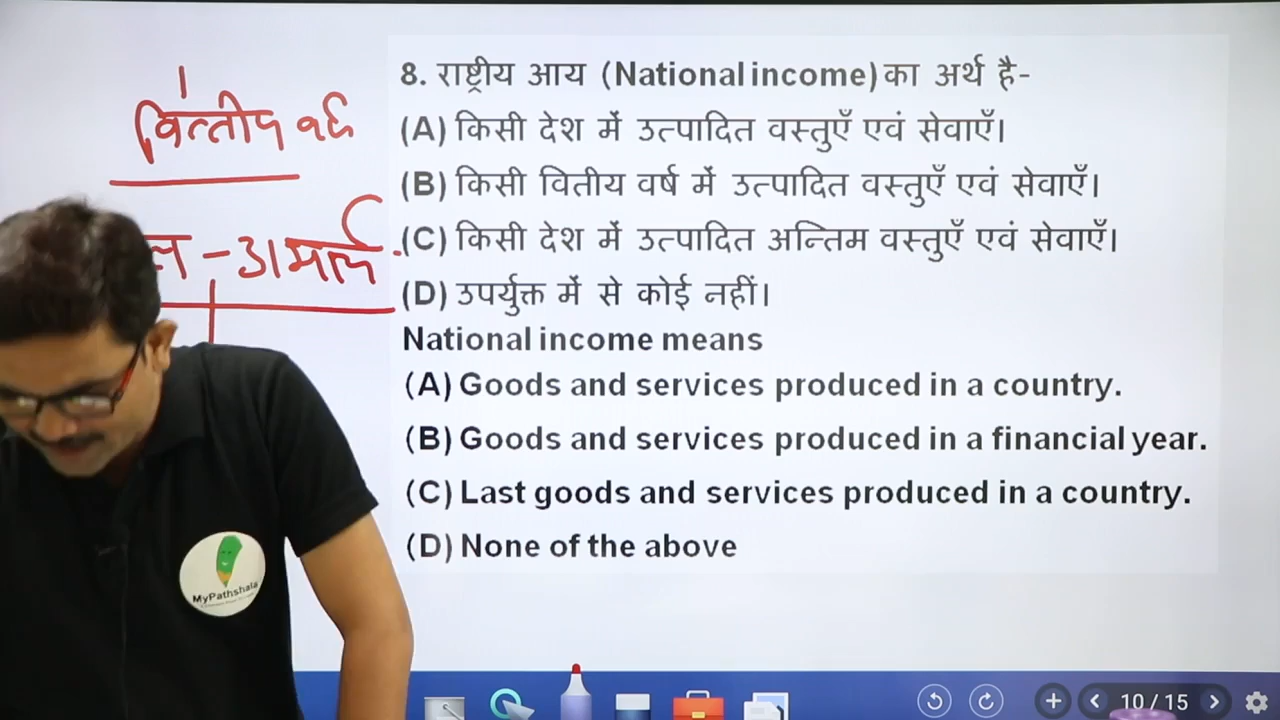 वित्तीय वर्ष
8. राष्ट्रीय आय (National income) का अर्थ है-
(A) किसी देश में उत्पादित वस्तुएँ एवं सेवाएँ।
(B) किसी वितीय वर्ष में उत्पादित वस्तुएँ एवं सेवाएँ।
(C) किसी देश में उत्पादित अन्तिम वस्तुएँ एवं सेवाएँ।
(D) उपर्युक्त में से कोई नहीं।
National income means
(A) Goods and services produced in a country.
(B) Goods and services produced in a financial year.
(C) Last goods and services produced in a country.
(D) None of the above
MyPathshala
10 / 15